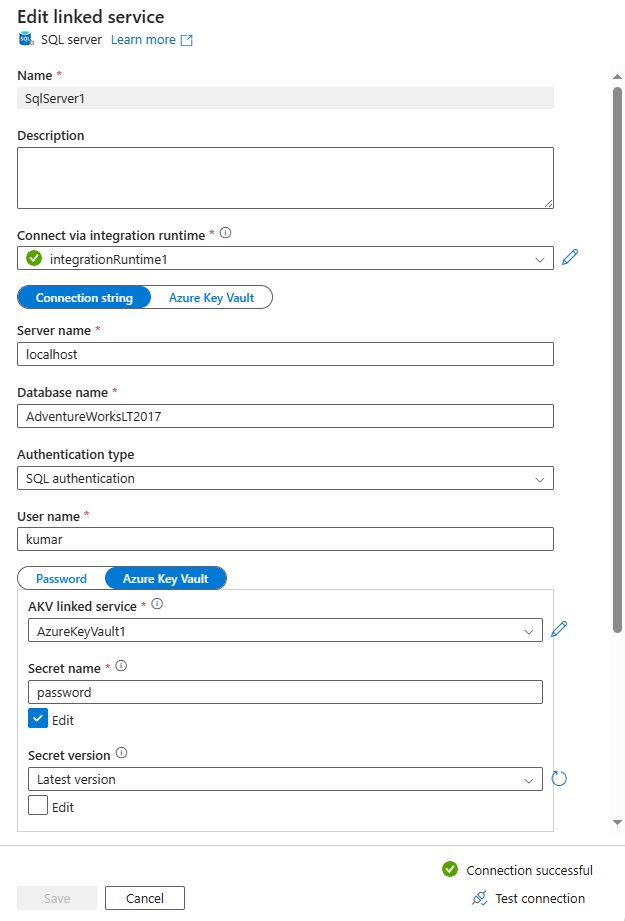 Edit linked service
SQL server Learn more
Name *
SqlServer1
Description
Connect via integration runtime *
integrationRuntime1
Connection string Azure Key Vault
Server name *
localhost
Database name *
AdventureWorksLT2017
Authentication type
SQL authentication
User name *
kumar
Password Azure Key Vault
AKV linked service *
AzureKeyVault1
Secret name *
password
Edit
Secret version
Latest version
Edit
Connection successful
Save Cancel Test connection